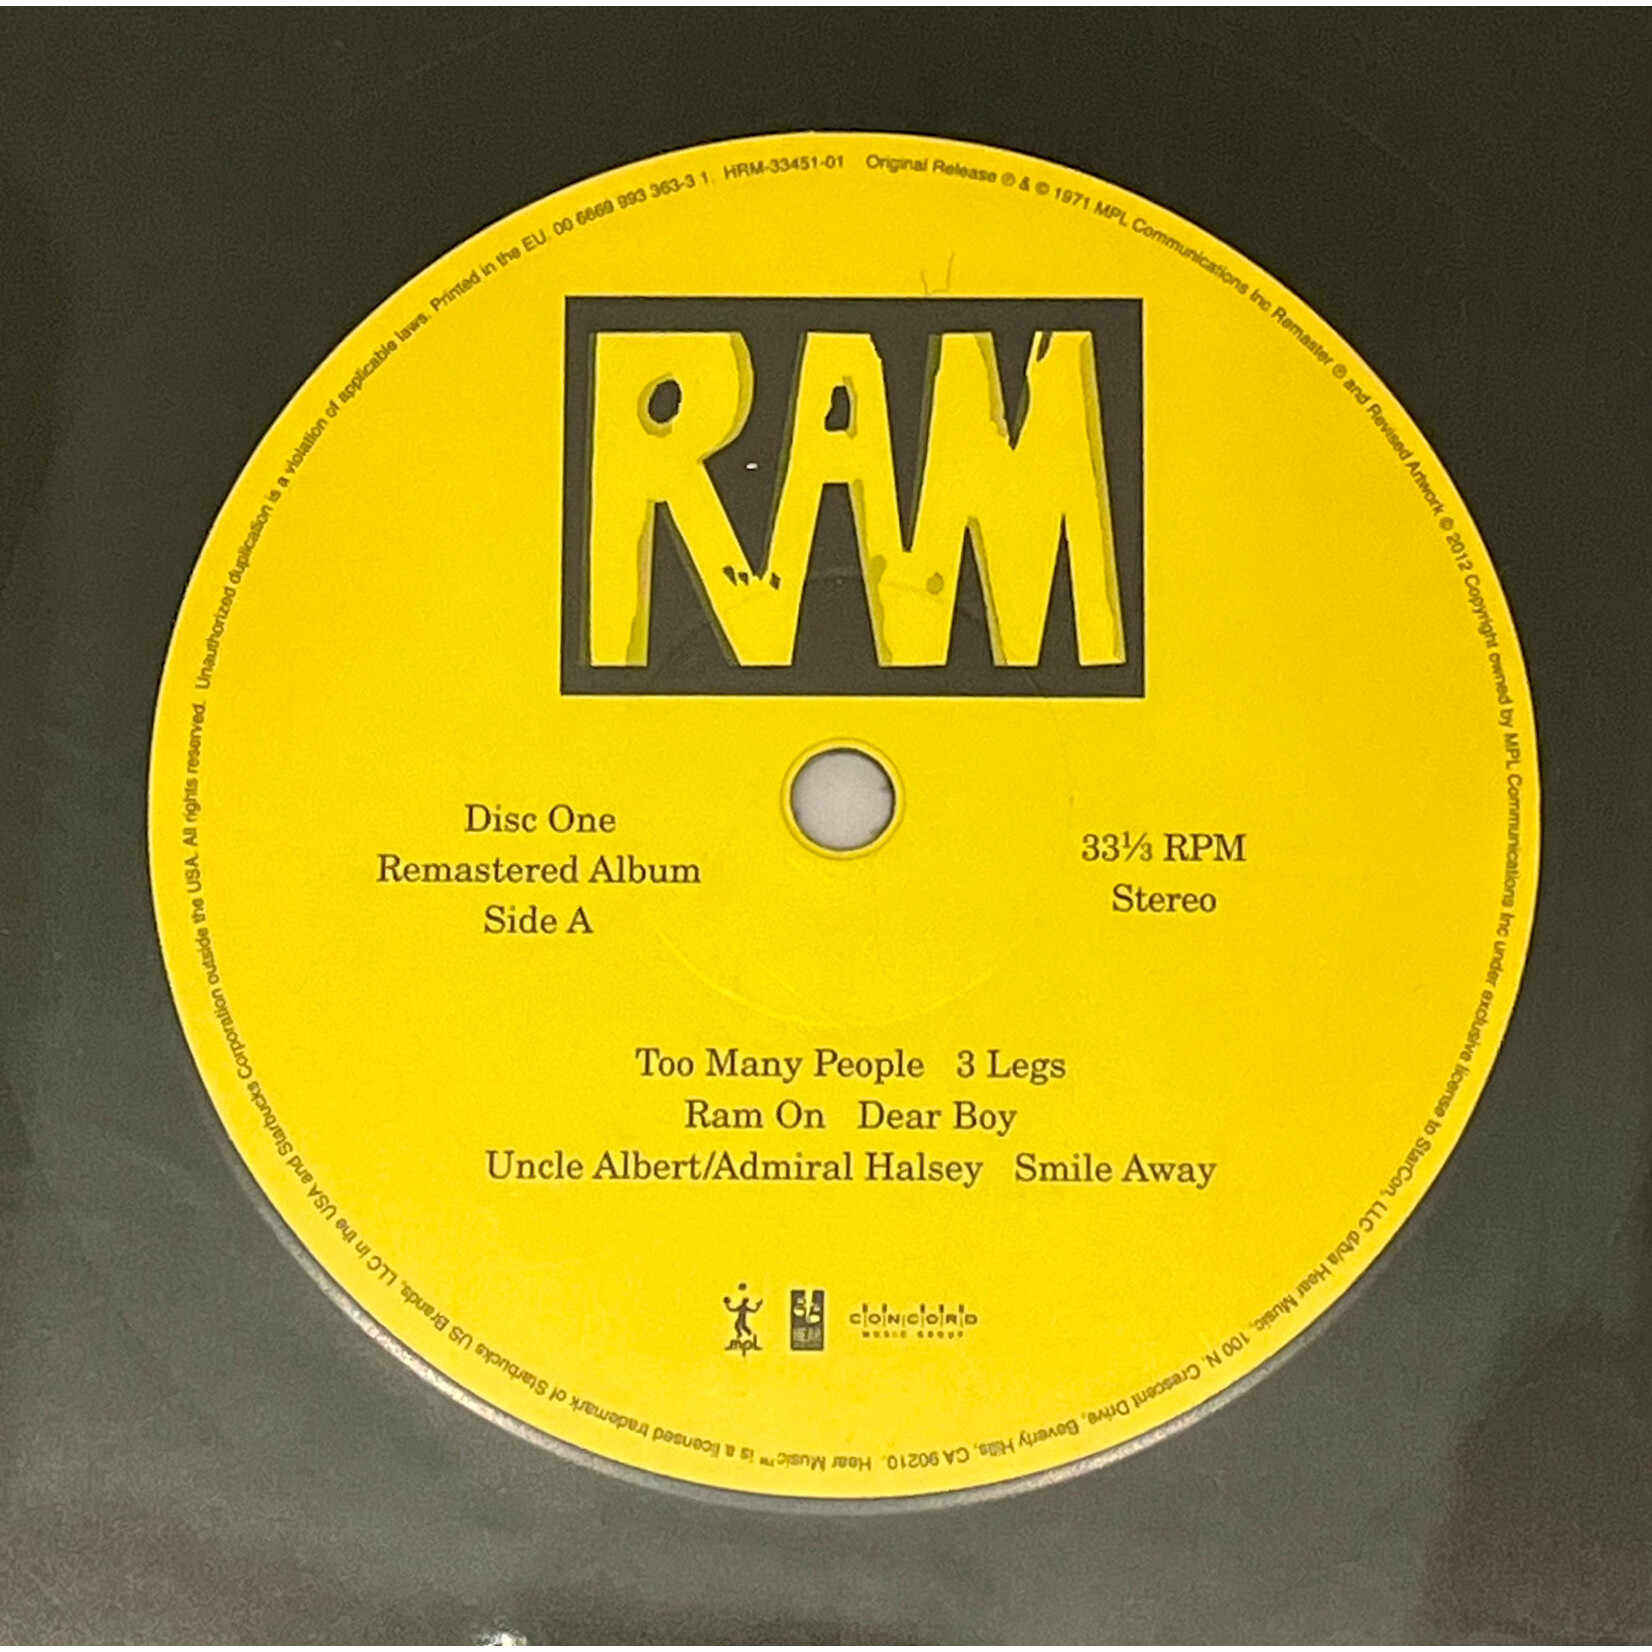 RAM
Disc One
Remastered Album
Side A
33⅓ RPM
Stereo
Too Many People 3 Legs
Ram On Dear Boy
Uncle Albert/Admiral Halsey Smile Away
mpl
HEAR
CONCORD
MUSIC GROUP
HRM-33451-01 Original Release ℗ & © 1971 MPL Communications Inc Remaster ℗ and Revised Artwork © 2012 Copyright owned by MPL Communications Inc under exclusive license to StarCon, LLC d/b/a Hear Music, 100 N. Crescent Drive, Beverly Hills, CA 90210. Hear Music™ is a licensed trademark of Starbucks US Brands, LLC in the USA and Starbucks Corporation outside the USA. All rights reserved. Unauthorized duplication is a violation of applicable laws. Printed in the EU. 00 6669 993 363-3 1.